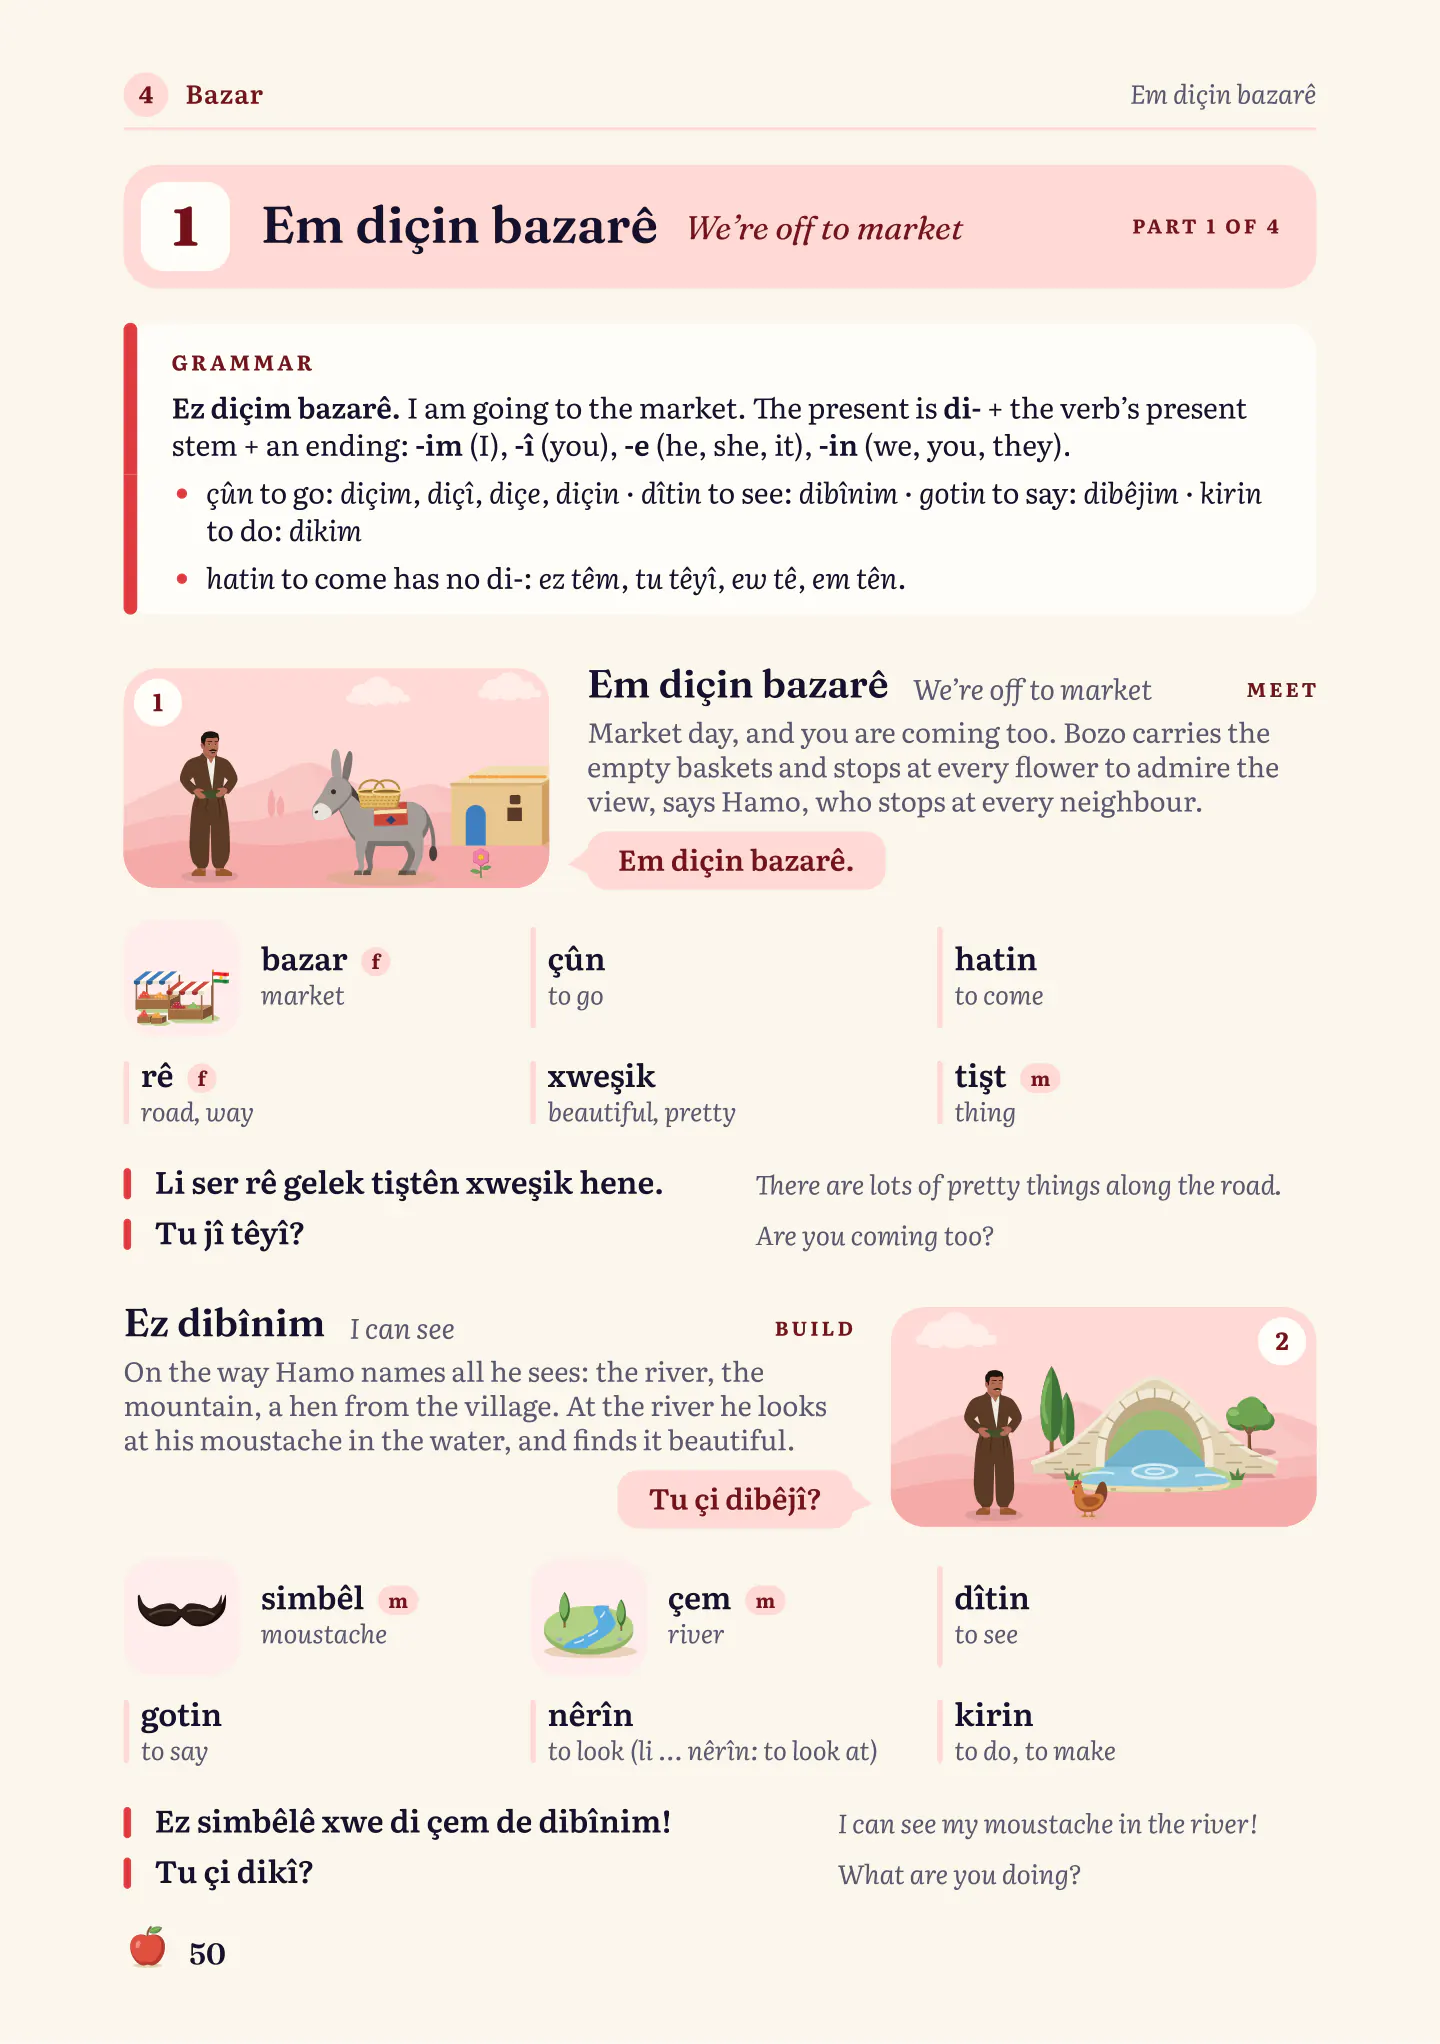 4 Bazar
Em diçin bazarê
1 Em diçin bazarê We're off to market PART 1 OF 4
GRAMMAR
Ez diçim bazarê. I am going to the market. The present is di- + the verb's present
stem + an ending: -im (I), -î (you), -e (he, she, it), -in (we, you, they).
• çûn to go: diçim, diçî, diçe, diçin · dîtin to see: dibînim · gotin to say: dibêjim · kirin
to do: dikim
• hatin to come has no di-: ez têm, tu têyî, ew tê, em tên.
1
Em diçin bazarê We're off to market MEET
Market day, and you are coming too. Bozo carries the
empty baskets and stops at every flower to admire the
view, says Hamo, who stops at every neighbour.
Em diçin bazarê.
bazar f
market
çûn
to go
hatin
to come
rê f
road, way
xweşik
beautiful, pretty
tişt m
thing
Li ser rê gelek tiştên xweşik hene. There are lots of pretty things along the road.
Tu jî têyî? Are you coming too?
Ez dibînim I can see BUILD
On the way Hamo names all he sees: the river, the
mountain, a hen from the village. At the river he looks
at his moustache in the water, and finds it beautiful.
Tu çi dibêjî?
2
simbêl m
moustache
çem m
river
dîtin
to see
gotin
to say
nêrîn
to look (li … nêrîn: to look at)
kirin
to do, to make
Ez simbêlê xwe di çem de dibînim! I can see my moustache in the river!
Tu çi dikî? What are you doing?
50